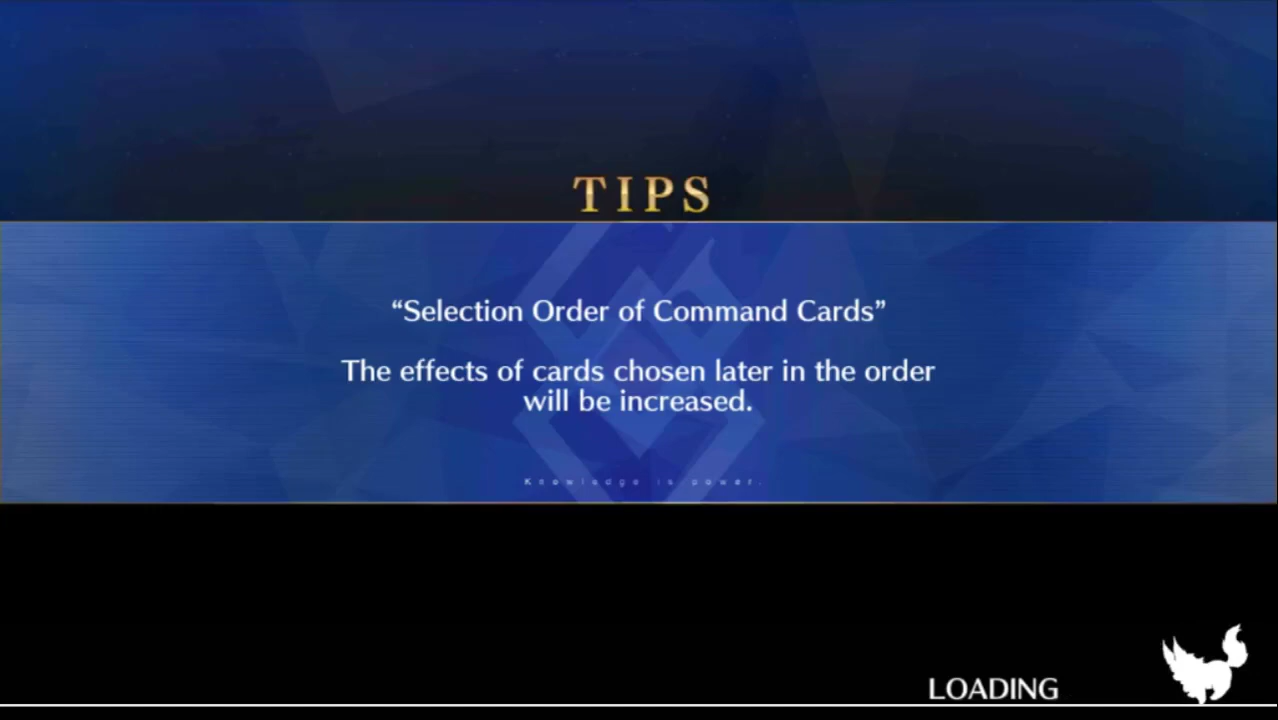 TIPS
“Selection Order of Command Cards”
The effects of cards chosen later in the order
will be increased.
Knowledge is power.
LOADING